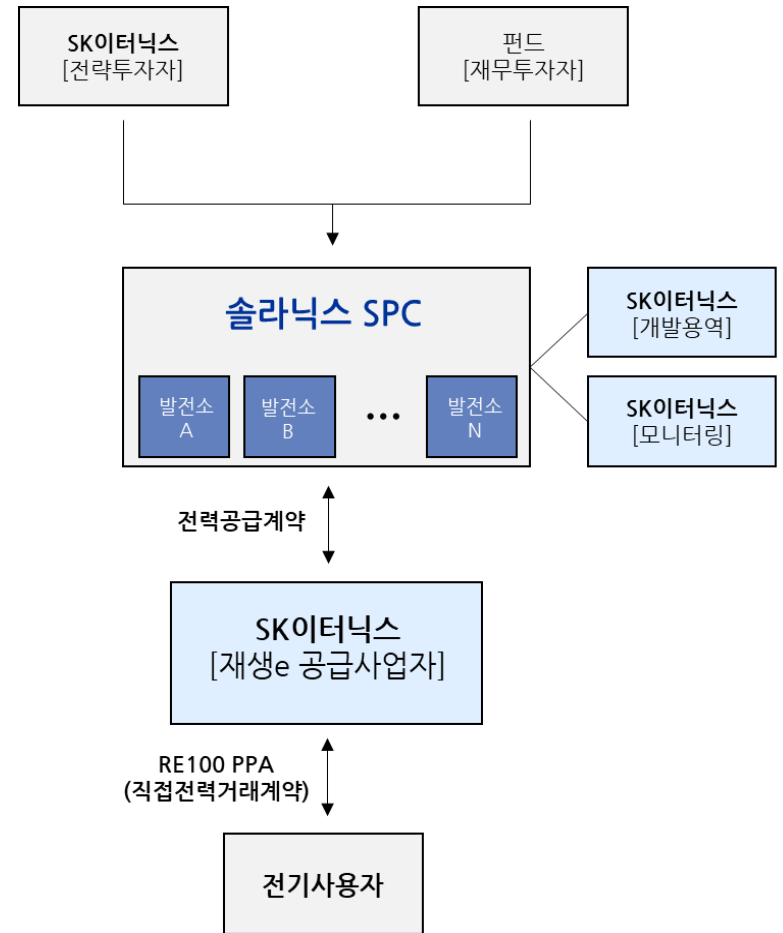 SK이터닉스
[전략투자자]
펀드
[재무투자자]
솔라닉스 SPC
발전소
A
발전소
B
•••
발전소
N
SK이터닉스
[개발용역]
SK이터닉스
[모니터링]
전력공급계약
SK이터닉스
[재생e 공급사업자]
RE100 PPA
(직접전력거래계약)
전기사용자